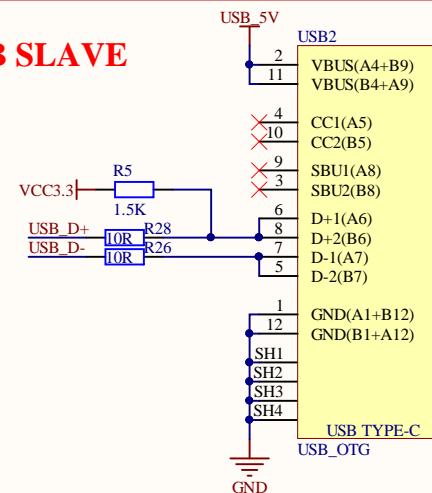 USB_5V
USB2
SLAVE
2 VBUS(A4+B9)
11 VBUS(B4+A9)
4 CC1(A5)
10 CC2(B5)
9 SBU1(A8)
3 SBU2(B8)
R5
VCC3.3
1.5K
6 D+1(A6)
USB_D+ 10R R28 8 D+2(B6)
USB_D- 10R R26 7 D-1(A7)
5 D-2(B7)
1 GND(A1+B12)
12 GND(B1+A12)
SH1
SH2
SH3
SH4
USB TYPE-C
USB_OTG
GND